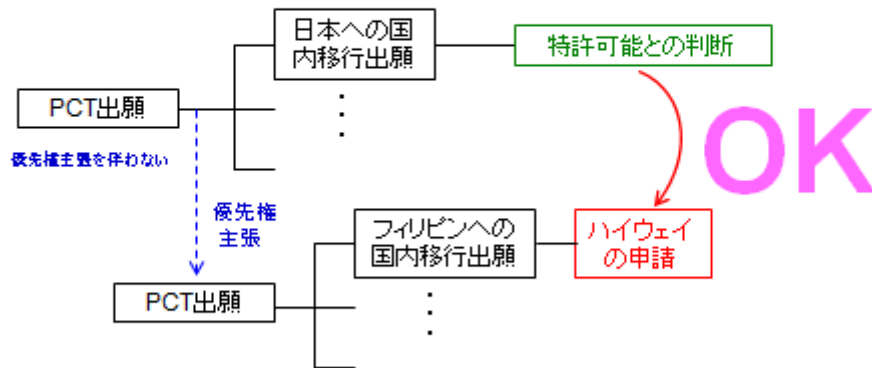 日本への国
内移行出願
特許可能との判断
PCT出願
優先権主張を伴わない
OK
優先権
主張
フィリピンへの
国内移行出願
ハイウェイ
の申請
PCT出願